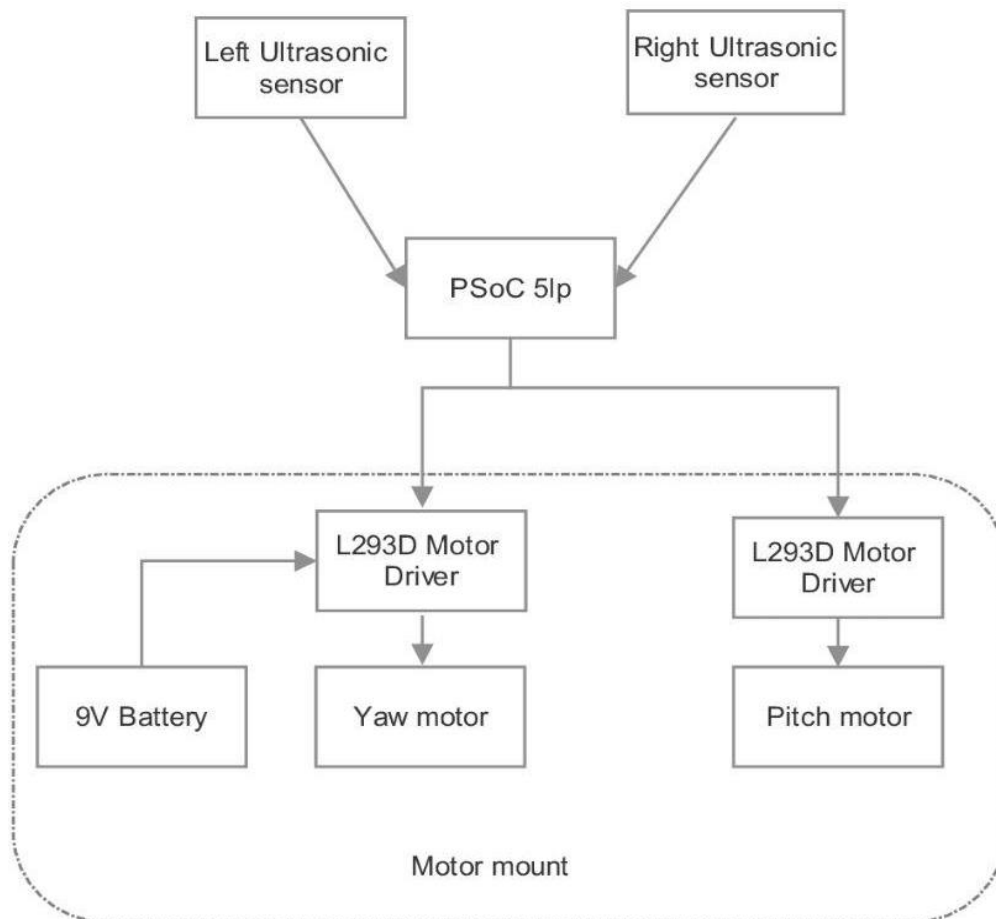 Left Ultrasonic
sensor
Right Ultrasonic
sensor
PSoC 5lp
L293D Motor
Driver
L293D Motor
Driver
9V Battery
Yaw motor
Pitch motor
Motor mount